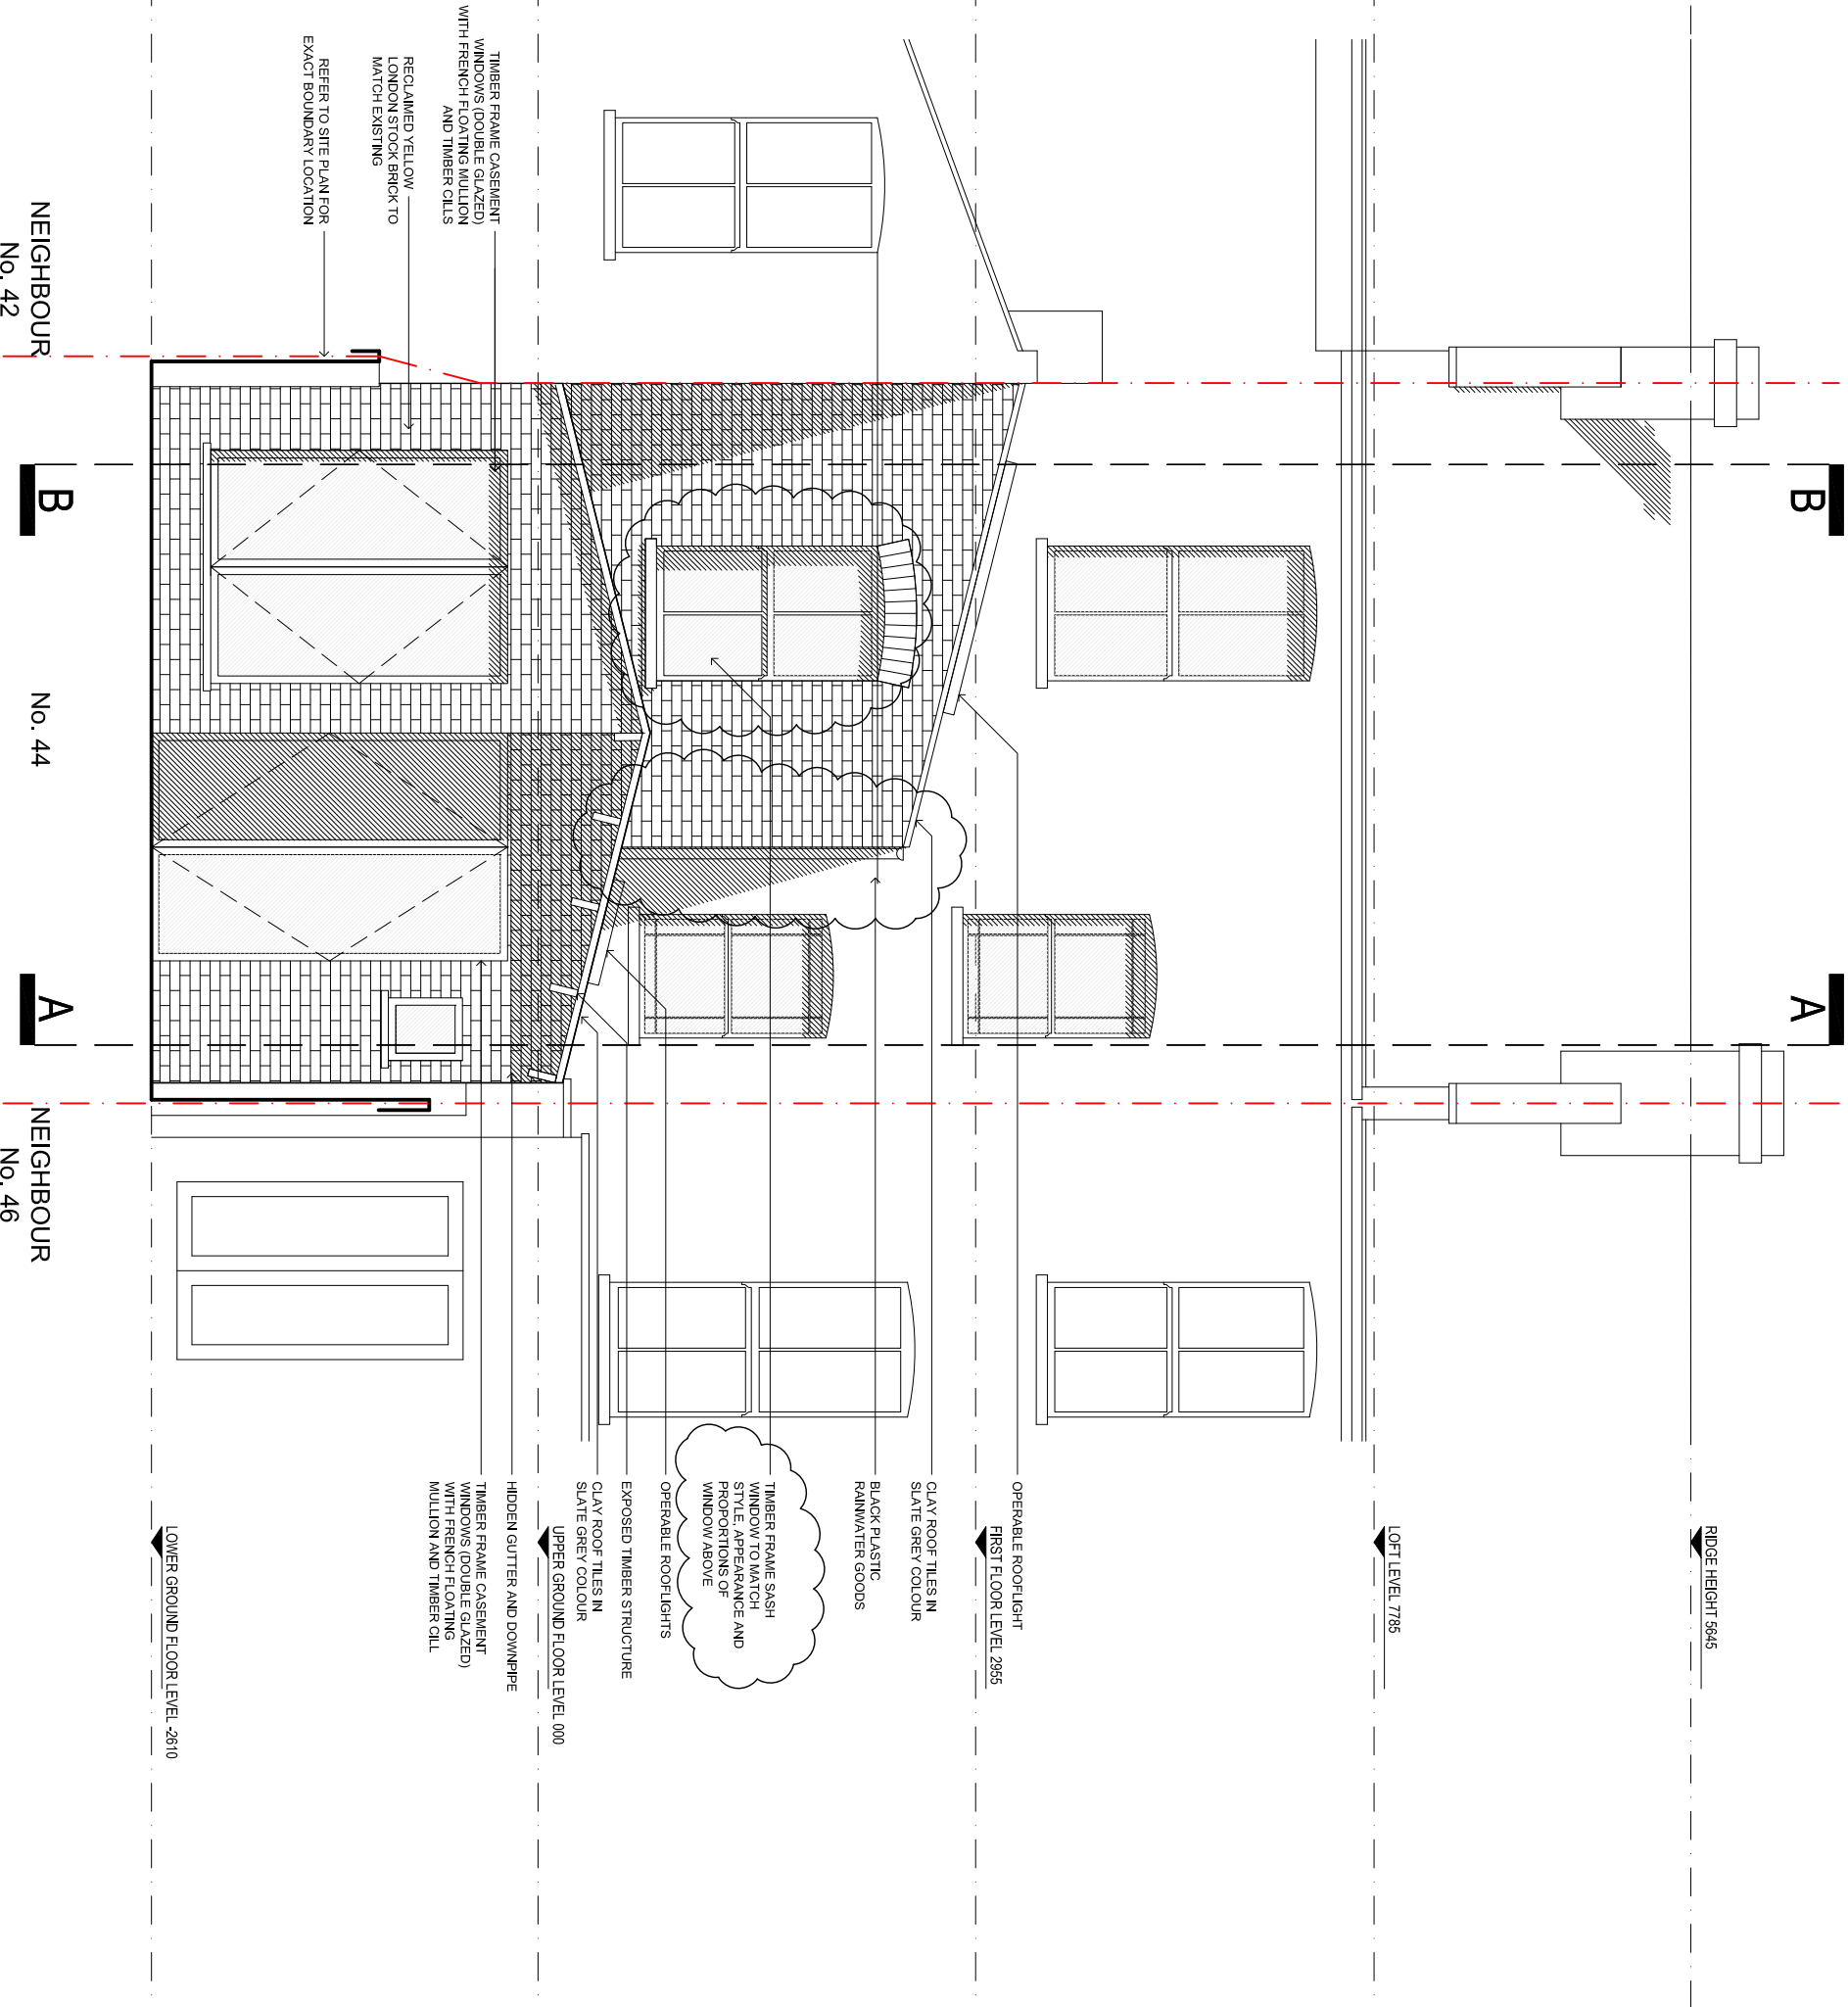 B
A
RIDGE HEIGHT 5645
LOFT LEVEL 7785
OPERABLE ROOFLIGHT
FIRST FLOOR LEVEL 2955
CLAY ROOF TILES IN
SLATE GREY COLOUR
BLACK PLASTIC
RAINWATER GOODS
TIMBER FRAME SASH
WINDOW TO MATCH
STYLE, APPEARANCE AND
PROPORTIONS OF
WINDOW ABOVE
OPERABLE ROOFLIGHTS
EXPOSED TIMBER STRUCTURE
CLAY ROOF TILES IN
SLATE GREY COLOUR
UPPER GROUND FLOOR LEVEL 000
HIDDEN GUTTER AND DOWNPIPE
TIMBER FRAME CASEMENT
WINDOWS (DOUBLE GLAZED)
WITH FRENCH FLOATING
MULLION AND TIMBER CILL
LOWER GROUND FLOOR LEVEL -2610
TIMBER FRAME CASEMENT
WINDOWS (DOUBLE GLAZED)
WITH FRENCH FLOATING MULLION
AND TIMBER CILLS
RECLAIMED YELLOW
LONDON STOCK BRICK TO
MATCH EXISTING
REFER TO SITE PLAN FOR
EXACT BOUNDARY LOCATION
B
A
NEIGHBOUR
No. 42
No. 44
NEIGHBOUR
No. 46